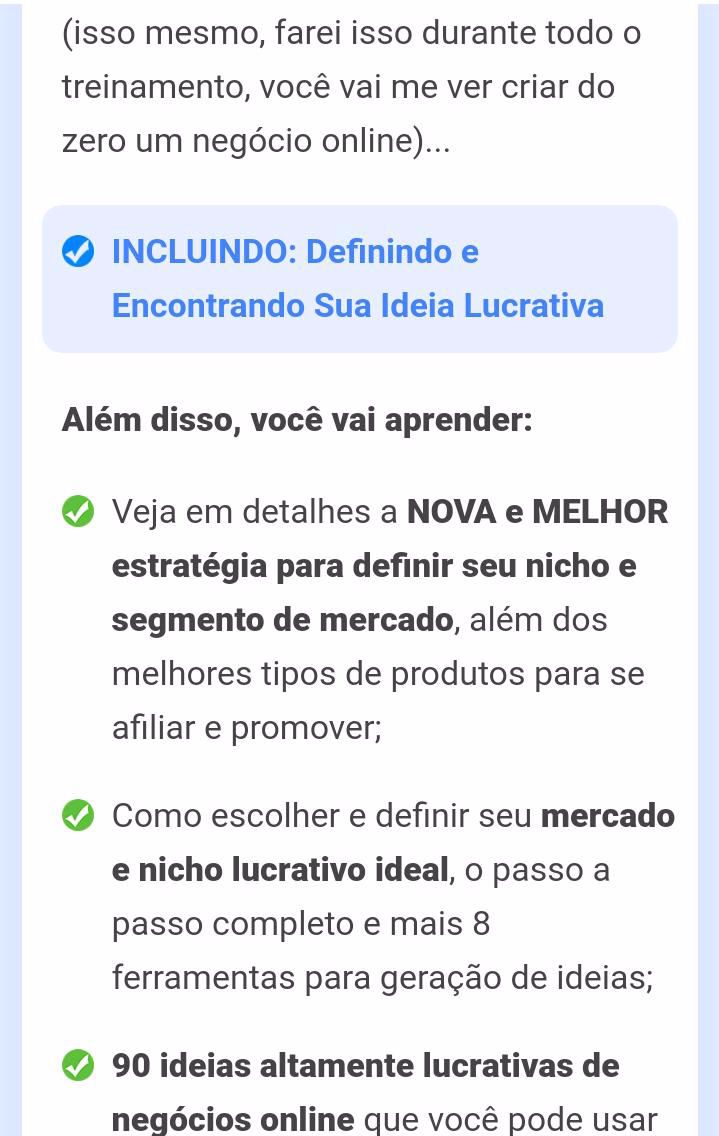 (isso mesmo, farei isso durante todo o
treinamento, você vai me ver criar do
zero um negócio online)...
INCLUINDO: Definindo e
Encontrando Sua Ideia Lucrativa
Além disso, você vai aprender:
Veja em detalhes a NOVA e MELHOR
estratégia para definir seu nicho e
segmento de mercado, além dos
melhores tipos de produtos para se
afiliar e promover;
Como escolher e definir seu mercado
e nicho lucrativo ideal, o passo a
passo completo e mais 8
ferramentas para geração de ideias;
90 ideias altamente lucrativas de
negócios online que você pode usar